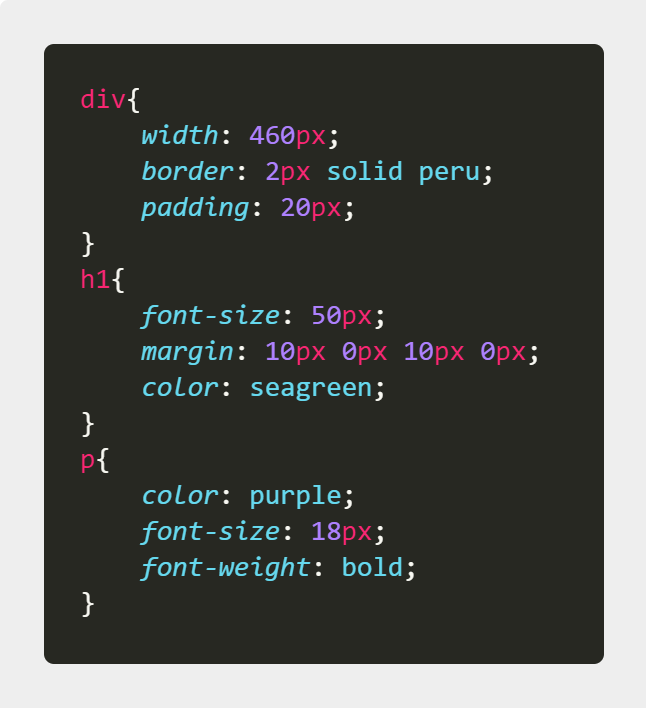 div{
    width: 460px;
    border: 2px solid peru;
    padding: 20px;
}
h1{
    font-size: 50px;
    margin: 10px 0px 10px 0px;
    color: seagreen;
}
p{
    color: purple;
    font-size: 18px;
    font-weight: bold;
}